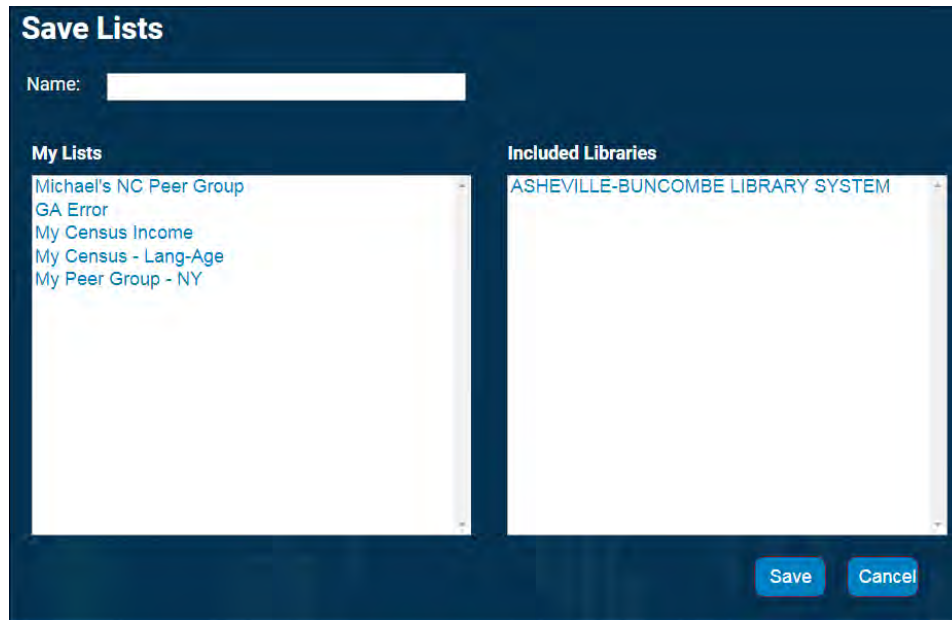 Save Lists
Name:
My Lists
Michael's NC Peer Group
GA Error
My Census Income
My Census - Lang-Age
My Peer Group - NY
Included Libraries
ASHEVILLE-BUNCOMBE LIBRARY SYSTEM
Save
Cancel